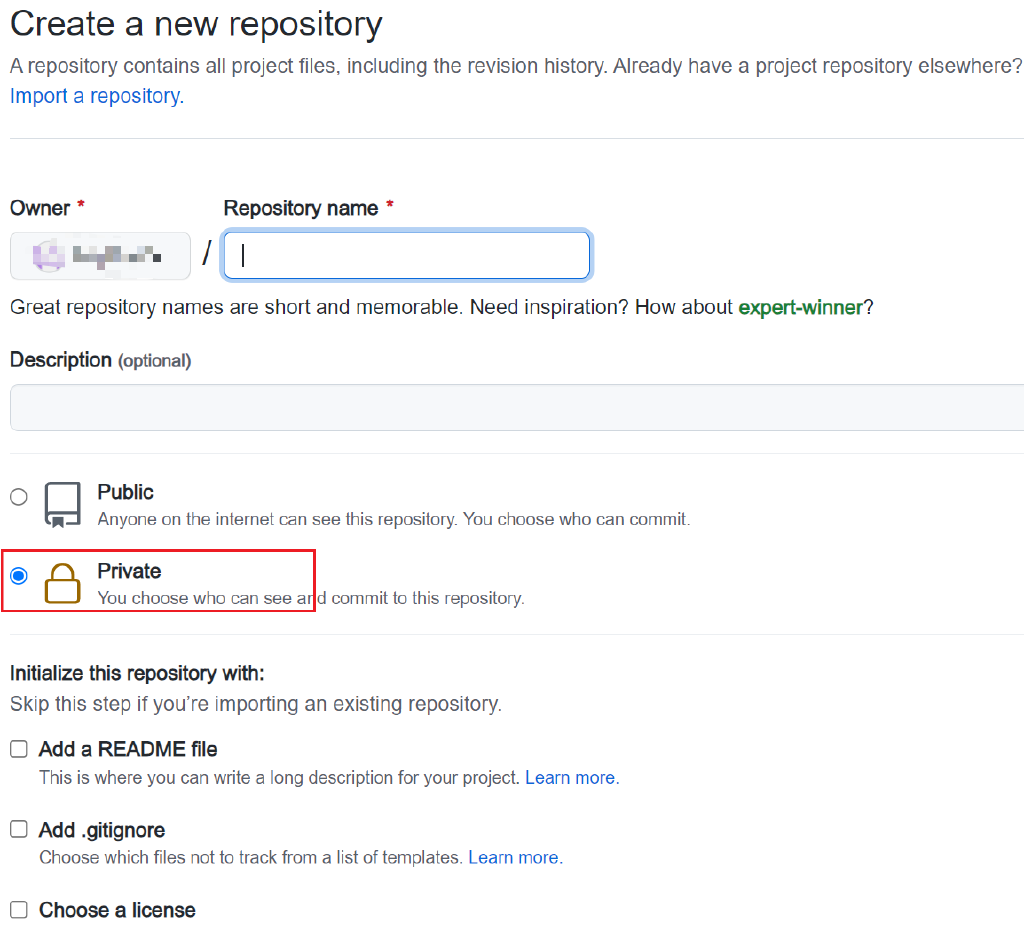 Create a new repository
A repository contains all project files, including the revision history. Already have a project repository elsewhere?
Import a repository.
Owner *
Repository name *
/
Great repository names are short and memorable. Need inspiration? How about expert-winner?
Description (optional)
Public
Anyone on the internet can see this repository. You choose who can commit.
Private
You choose who can see and commit to this repository.
Initialize this repository with:
Skip this step if you’re importing an existing repository.
Add a README file
This is where you can write a long description for your project. Learn more.
Add .gitignore
Choose which files not to track from a list of templates. Learn more.
Choose a license